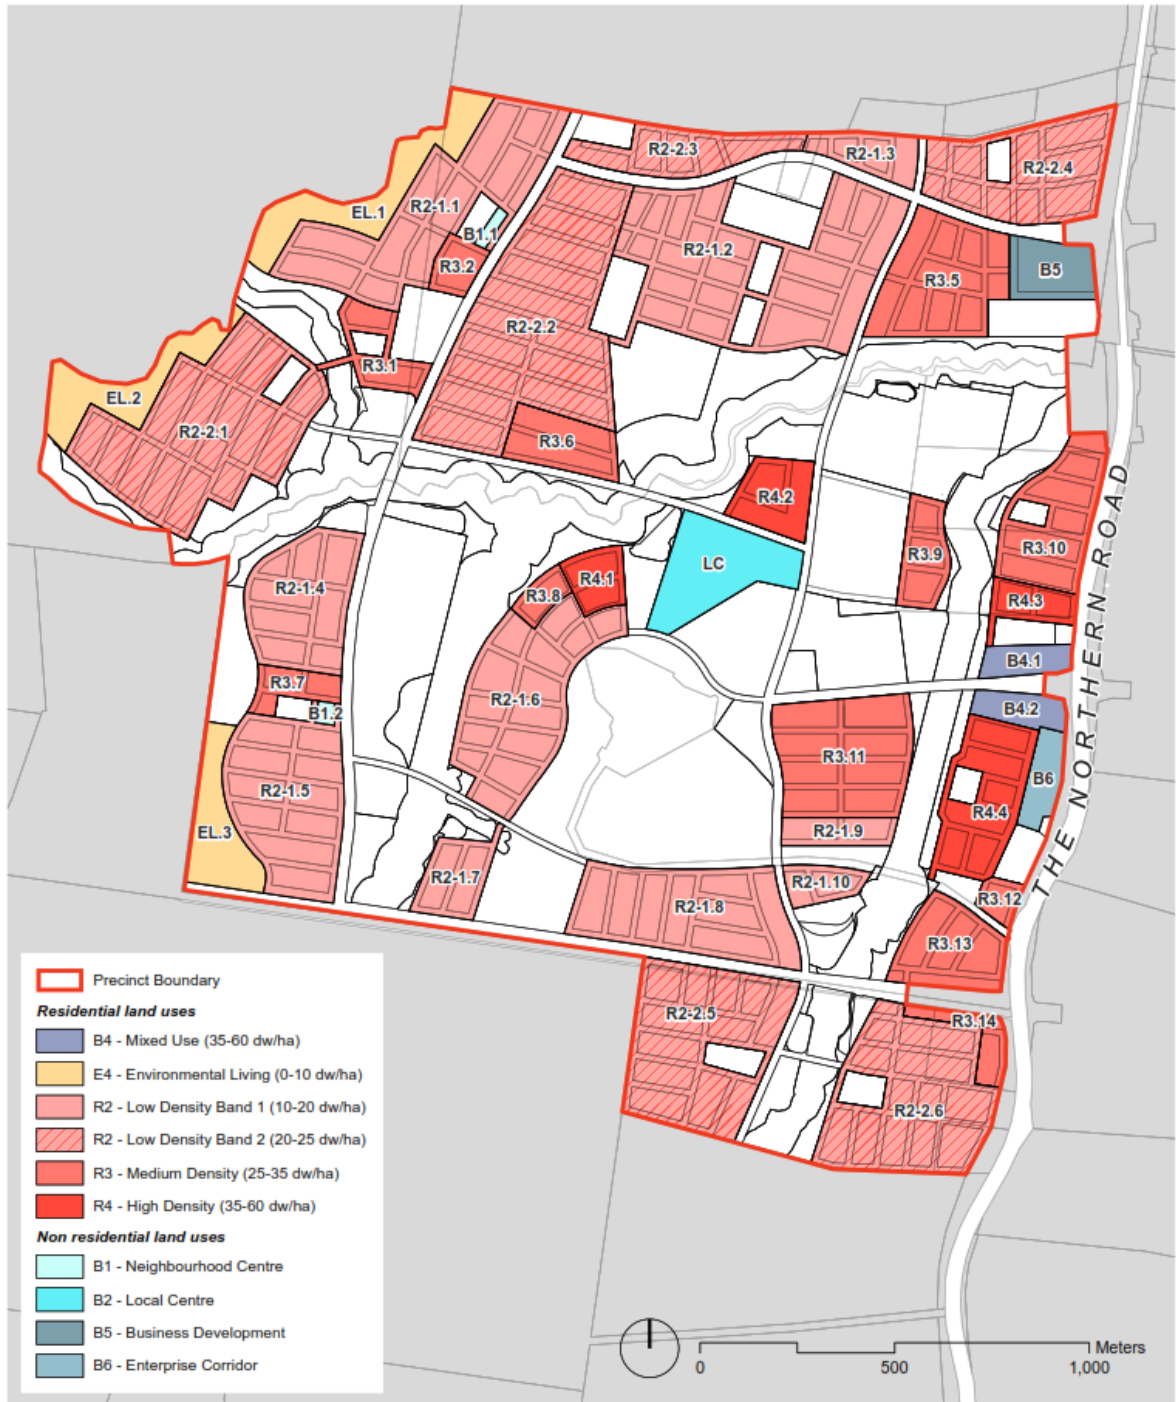 R2-2.3
R2-1.3
R2-2.4
R2-1.1
EL.1
B1.1
R2-1.2
R3.2
B5
R3.5
R2-2.2
R3.1
EL.2
R2-2.1
R3.6
R4.2
R3.9
R3.10
LC
R4.1
R2-1.4
R3.8
R4.3
B4.1
R3.7
R2-1.6
B1.2
B4.2
R3.11
B6
R2-1.5
R4.4
EL.3
R2-1.9
THE NORTHERN ROAD
R2-1.7
R2-1.10
R3.12
R2-1.8
R3.13
R2-2.5
R3.14
R2-2.6
Precinct Boundary
Residential land uses
B4 - Mixed Use (35-60 dw/ha)
E4 - Environmental Living (0-10 dw/ha)
R2 - Low Density Band 1 (10-20 dw/ha)
R2 - Low Density Band 2 (20-25 dw/ha)
R3 - Medium Density (25-35 dw/ha)
R4 - High Density (35-60 dw/ha)
Non residential land uses
B1 - Neighbourhood Centre
B2 - Local Centre
B5 - Business Development
B6 - Enterprise Corridor
Meters
0 500 1,000